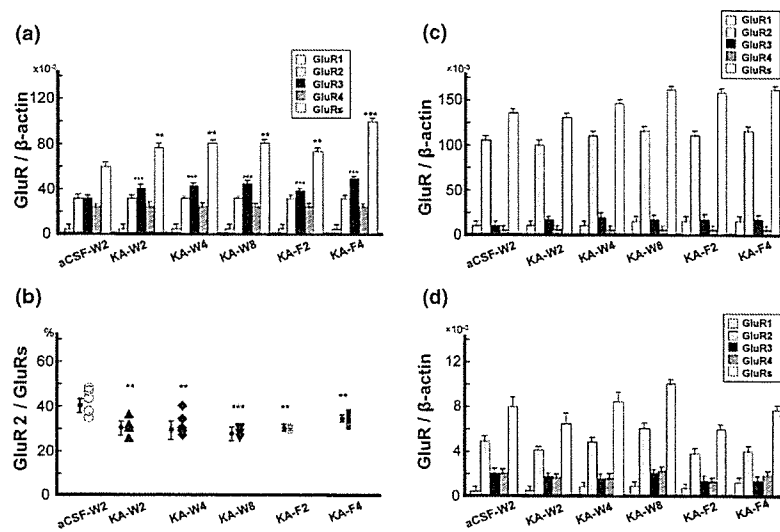 (a)
×10⁻³
GluR / β-actin
120
80
40
0
GluR1
GluR2
GluR3
GluR4
GluRs
*** ** *** ** *** ** *** ** *** ***
aCSF-W2 KA-W2 KA-W4 KA-W8 KA-F2 KA-F4
(b)
%
GluR 2 / GluRs
60
40
20
0
** ** *** ** **
aCSF-W2 KA-W2 KA-W4 KA-W8 KA-F2 KA-F4
(c)
×10⁻³
GluR / β-actin
150
100
50
0
GluR1
GluR2
GluR3
GluR4
GluRs
aCSF-W2 KA-W2 KA-W4 KA-W8 KA-F2 KA-F4
(d)
×10⁻³
GluR / β-actin
12
8
4
0
GluR1
GluR2
GluR3
GluR4
GluRs
aCSF-W2 KA-W2 KA-W4 KA-W8 KA-F2 KA-F4